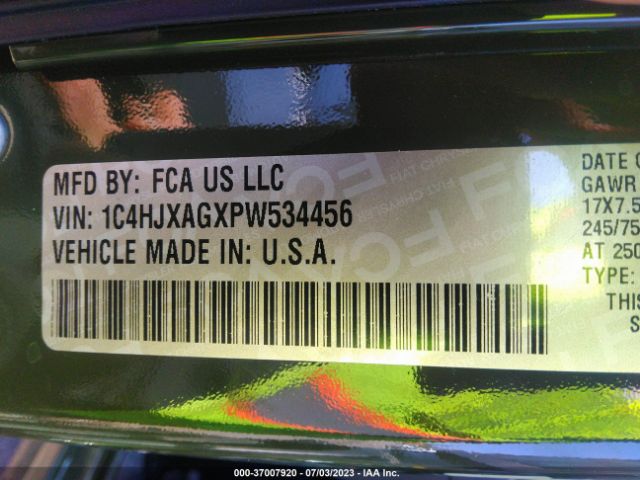 MFD BY: FCA US LLC
VIN: 1C4HJXAGXPW534456
VEHICLE MADE IN: U.S.A.
DATE O
GAWR
17X7.5
245/75
AT 250
TYPE:
THIS
S
000-37007920 - 07/03/2023 - IAA Inc.